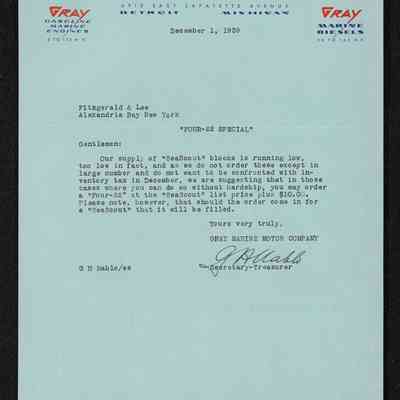 GRAY
GASOLINE
MARINE
ENGINES
EAST LAFAYETTE AVENUE
DETROIT MICHIGAN
GRAY
MARINE
DIESELS
December 1, 1939
Fitzgerald & Lee
Alexandria Bay New York
"FOUR-52 SPECIAL"
Gentlemen:
Our supply of "SeaScout" blocks is running low,
too low in fact, and as we do not order these except in
large number and do not want to be confronted with in-
ventory tax in December, we are suggesting that in those
cases where you can do so without hardship, you may order
a "Four-52" at the "SeaScout" list price plus $10.00.
Please note, however, that should the order come in for
a "SeaScout" that it will be filled.
Yours very truly,
GRAY MARINE MOTOR COMPANY
G H Mable/es
Secretary-Treasurer